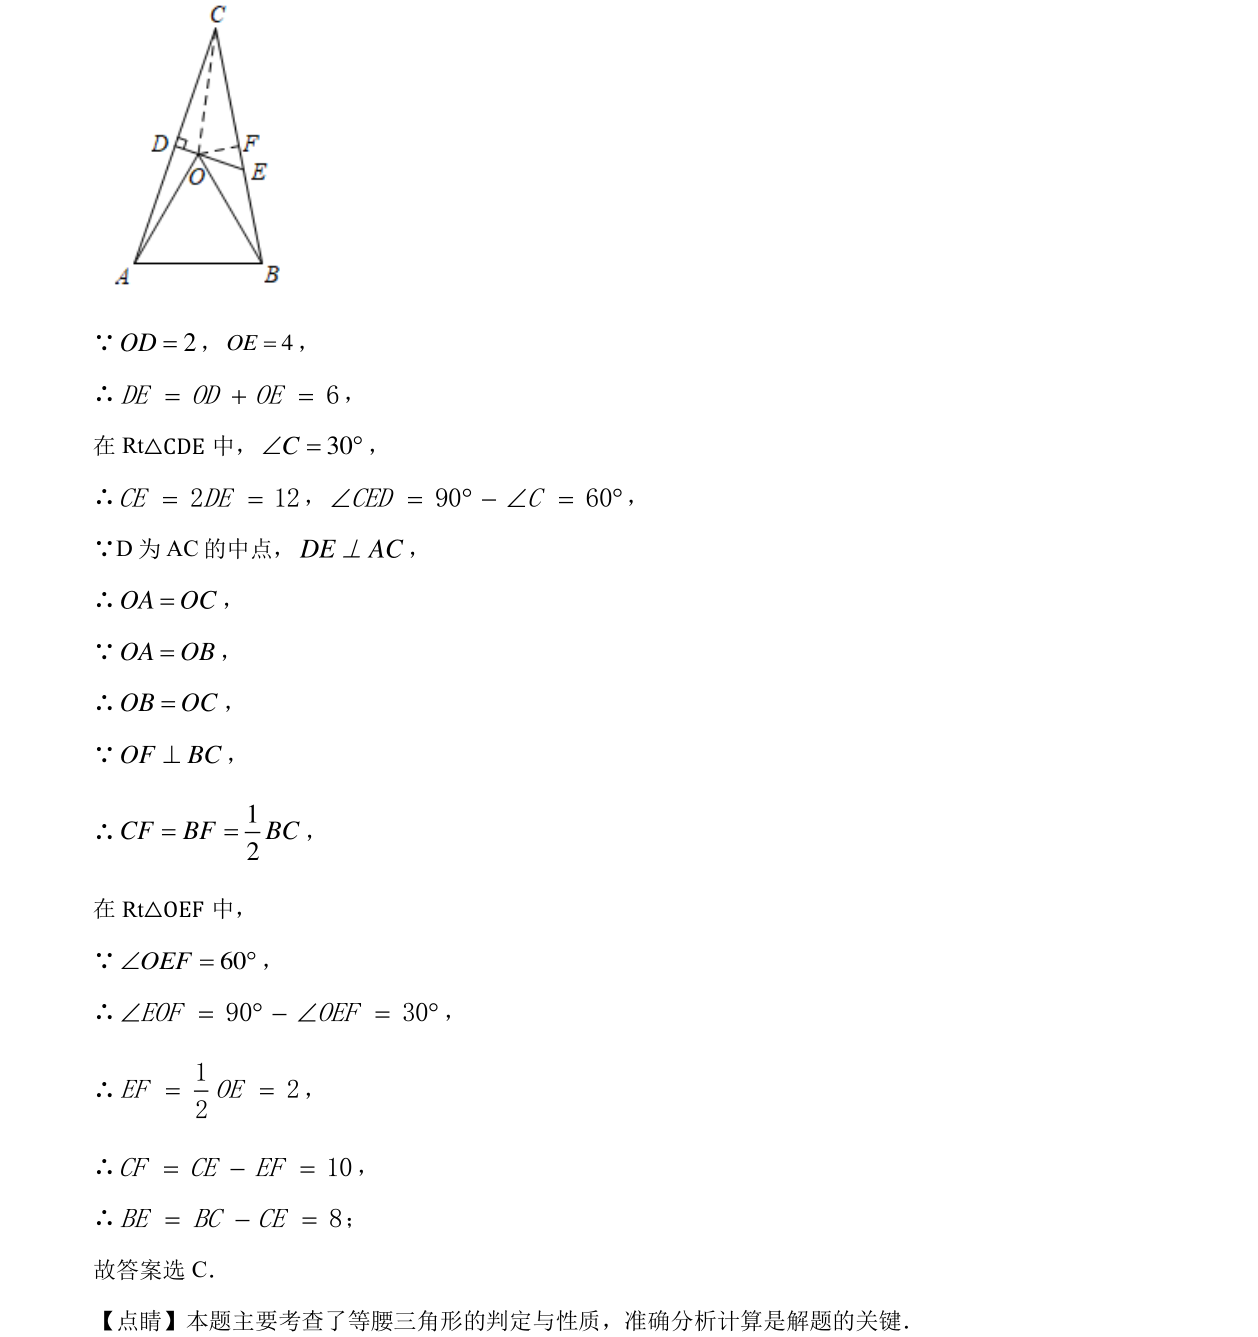 C
D
F
O
E
A
B
∵OD=2，OE=4，
∴DE = OD + OE = 6，
在 Rt△CDE 中，∠C=30°，
∴CE = 2DE = 12，∠CED = 90° − ∠C = 60°，
∵D 为 AC 的中点，DE⊥AC，
∴OA=OC，
∵OA=OB，
∴OB=OC，
∵OF⊥BC，
∴CF=BF=1/2BC，
在 Rt△OEF 中，
∵∠OEF=60°，
∴∠EOF = 90° − ∠OEF = 30°，
∴EF = 1/2 OE = 2，
∴CF = CE − EF = 10，
∴BE = BC − CE = 8；
故答案选 C．
【点睛】本题主要考查了等腰三角形的判定与性质，准确分析计算是解题的关键．